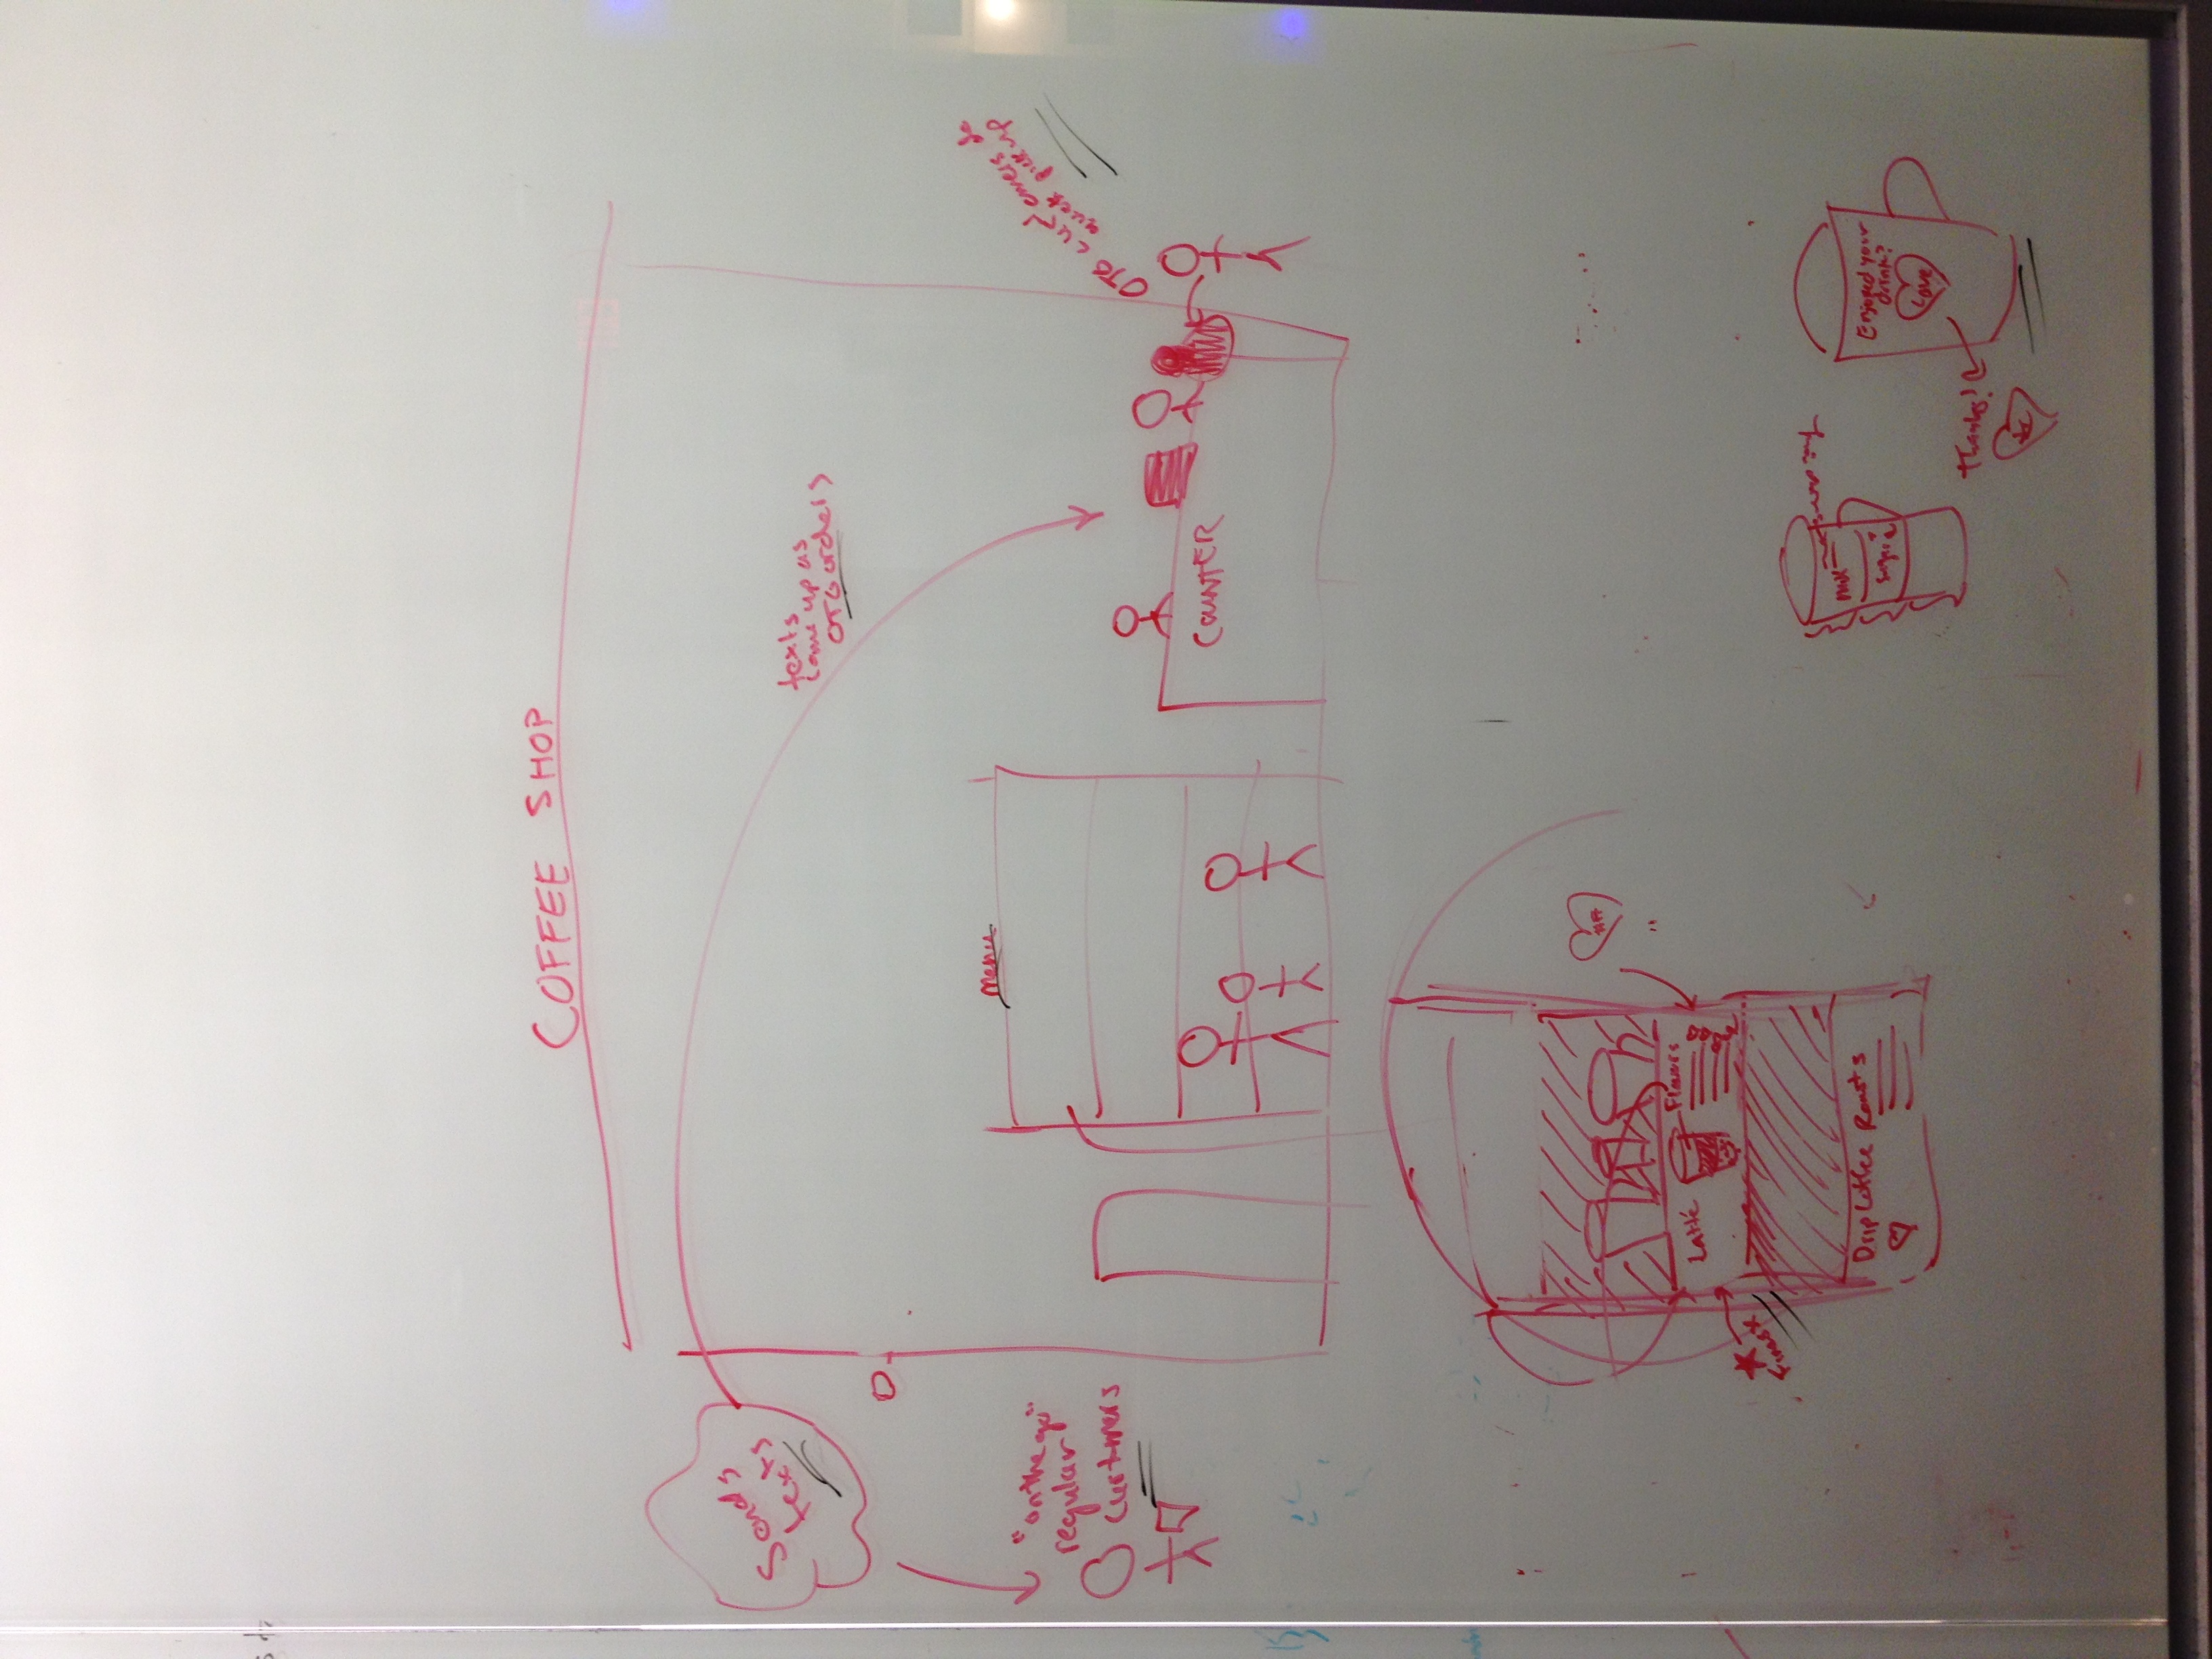 COFFEE SHOP
Sends
texts
texts
come up as
OTG orders
"on the go"
regular
customers
menu
OTG customers do
quick pick up
COUNTER
Latté
Flavors
Drip Coffee Roasts
milk
sugar
Enjoyed your
drink?
Love
Thanks!